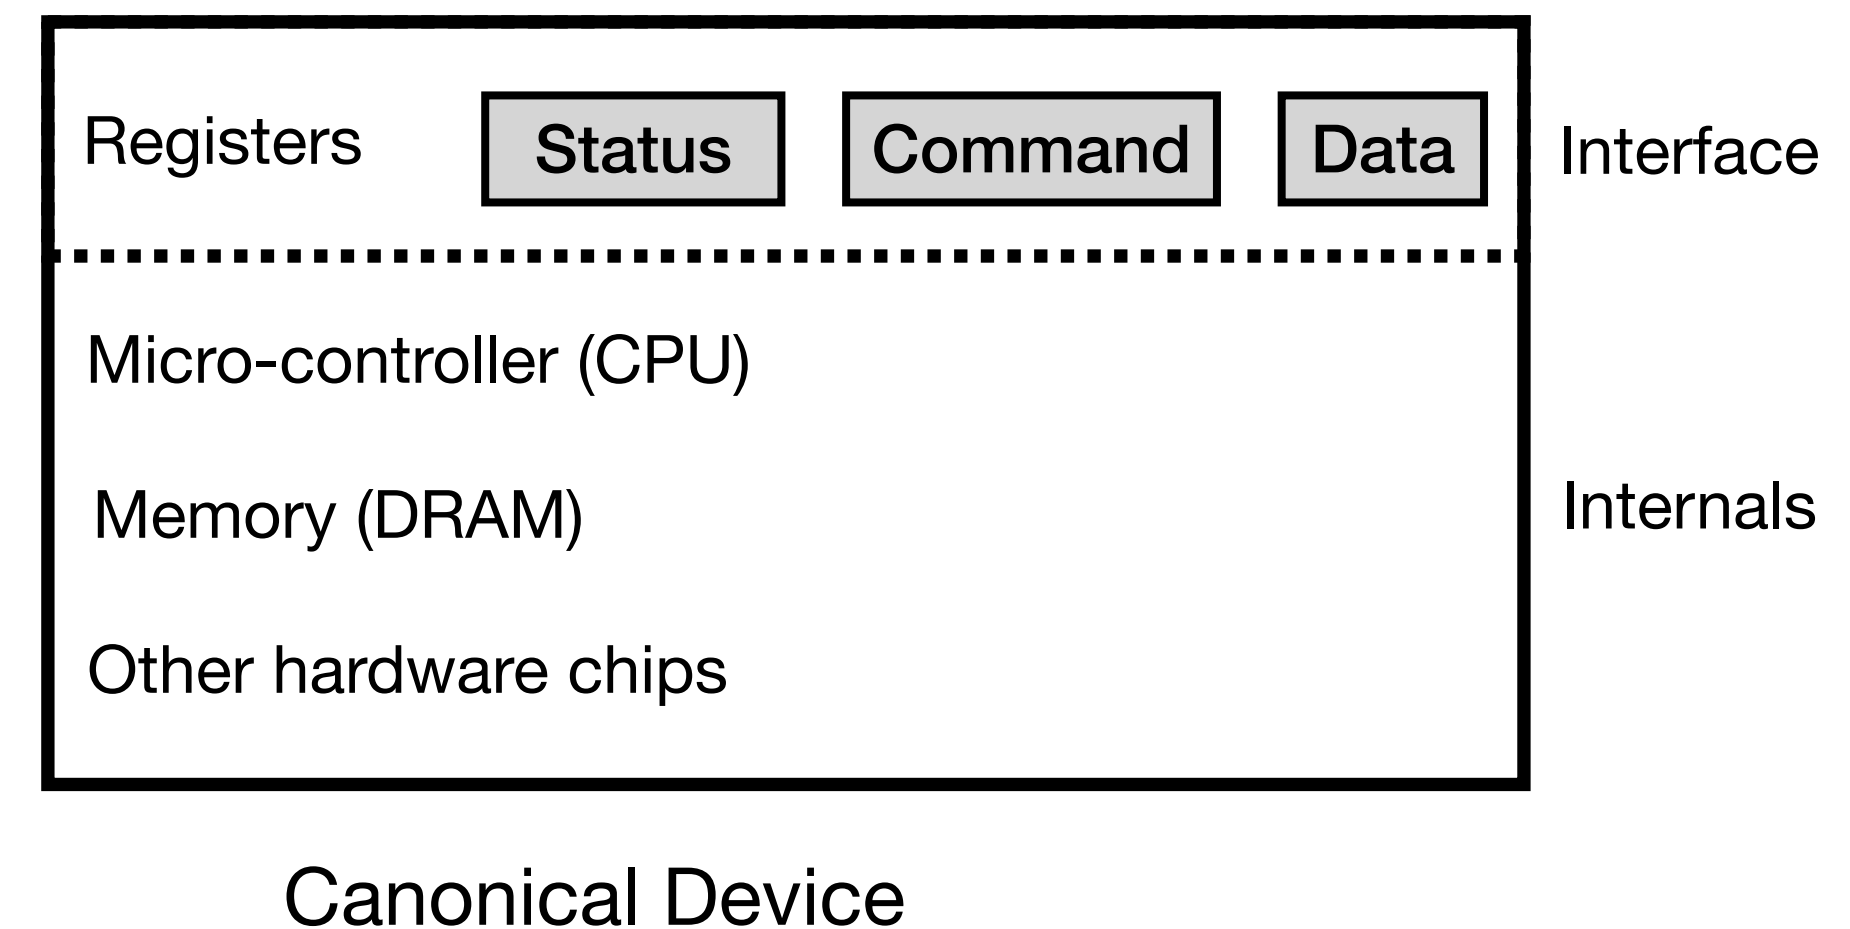 Registers Status Command Data Interface
Micro-controller (CPU)
Memory (DRAM) Internals
Other hardware chips
Canonical Device